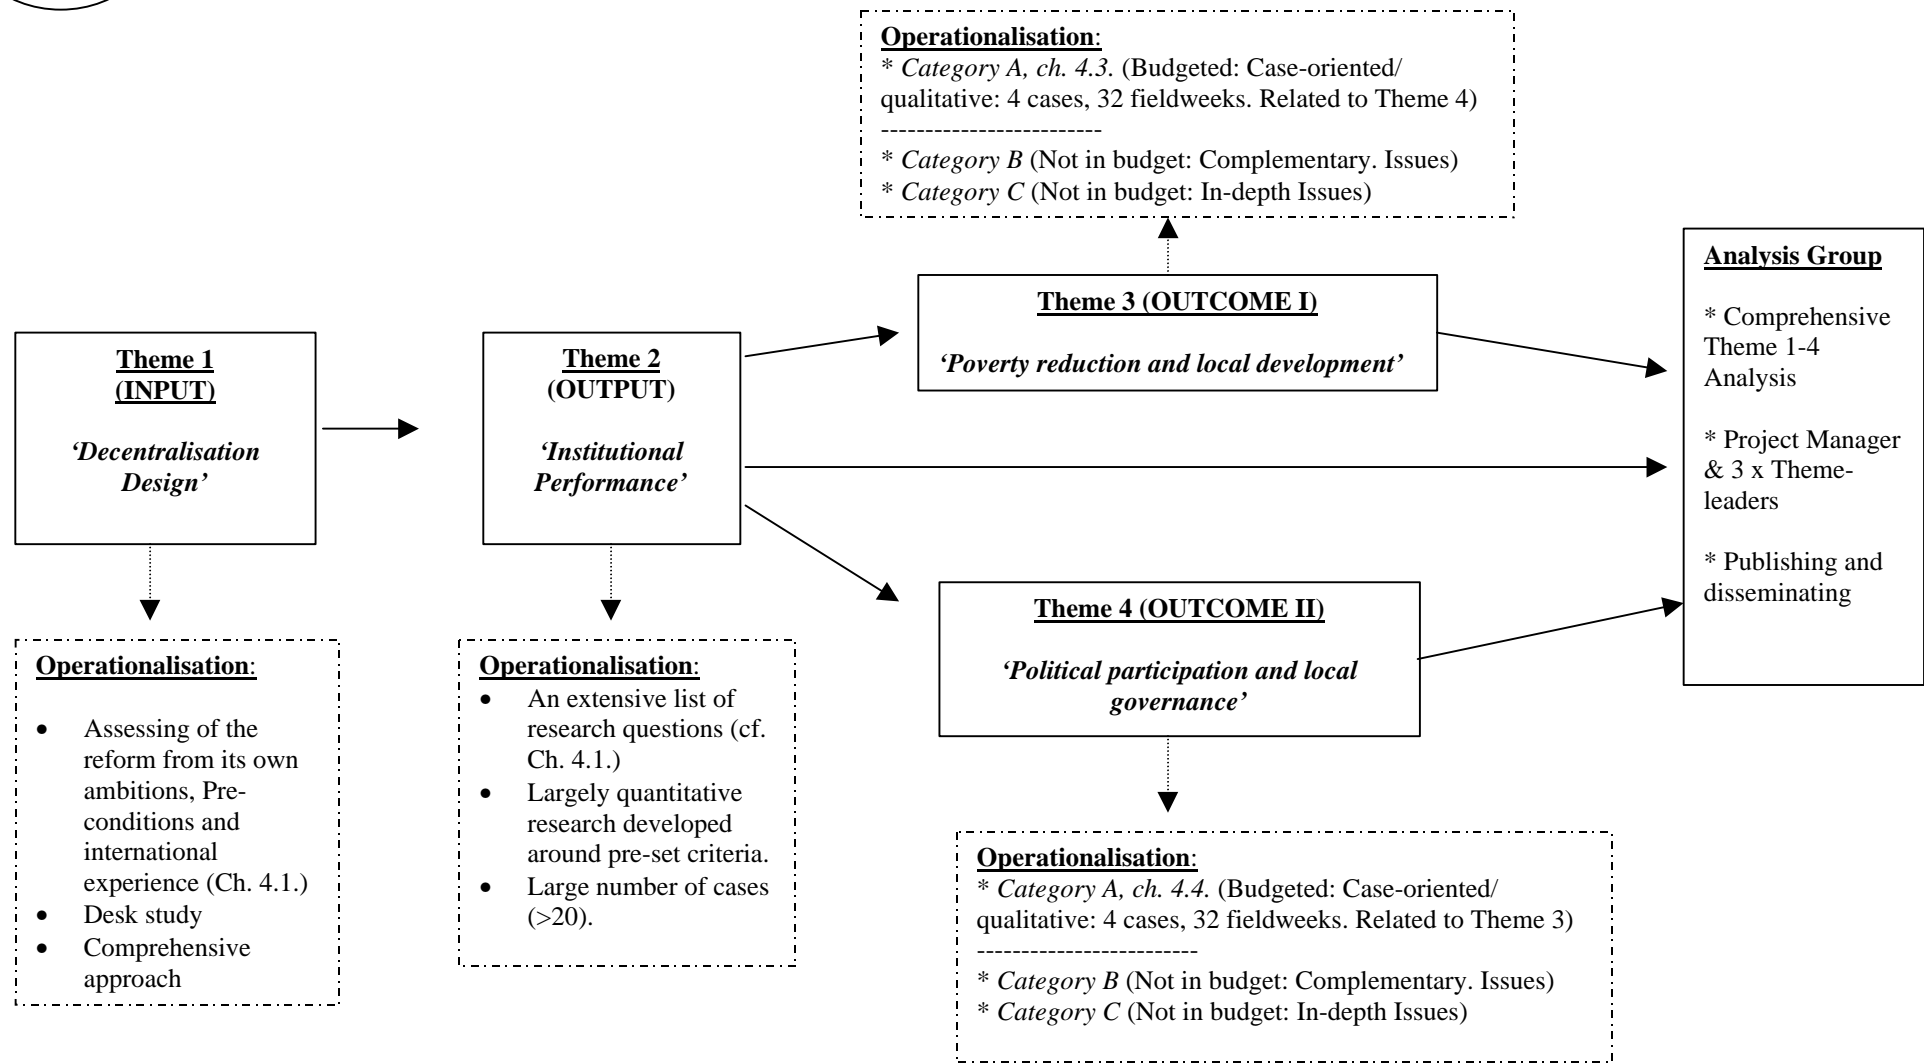 Operationalisation:
* Category A, ch. 4.3. (Budgeted: Case-oriented/
qualitative: 4 cases, 32 fieldweeks. Related to Theme 4)
-------------------------
* Category B (Not in budget: Complementary. Issues)
* Category C (Not in budget: In-depth Issues)
Theme 1
(INPUT)
‘Decentralisation
Design’
Theme 2
(OUTPUT)
‘Institutional
Performance’
Theme 3 (OUTCOME I)
‘Poverty reduction and local development’
Analysis Group
* Comprehensive
Theme 1-4
Analysis
* Project Manager
& 3 x Theme-
leaders
* Publishing and
disseminating
Theme 4 (OUTCOME II)
‘Political participation and local
governance’
Operationalisation:
• Assessing of the
reform from its own
ambitions, Pre-
conditions and
international
experience (Ch. 4.1.)
• Desk study
• Comprehensive
approach
Operationalisation:
• An extensive list of
research questions (cf.
Ch. 4.1.)
• Largely quantitative
research developed
around pre-set criteria.
• Large number of cases
(>20).
Operationalisation:
* Category A, ch. 4.4. (Budgeted: Case-oriented/
qualitative: 4 cases, 32 fieldweeks. Related to Theme 3)
-------------------------
* Category B (Not in budget: Complementary. Issues)
* Category C (Not in budget: In-depth Issues)